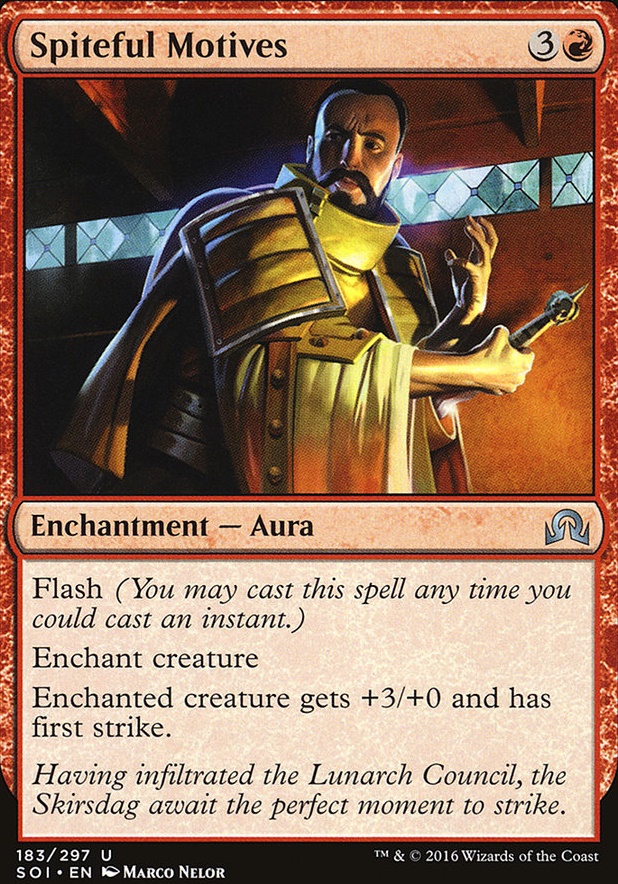 Spiteful Motives 3
Enchantment — Aura
Flash (You may cast this spell any time you
could cast an instant.)
Enchant creature
Enchanted creature gets +3/+0 and has
first strike.
Having infiltrated the Lunarch Council, the
Skirsdag await the perfect moment to strike.
183/297 U
SOI • EN Marco Nelor
™ & © 2016 Wizards of the Coast